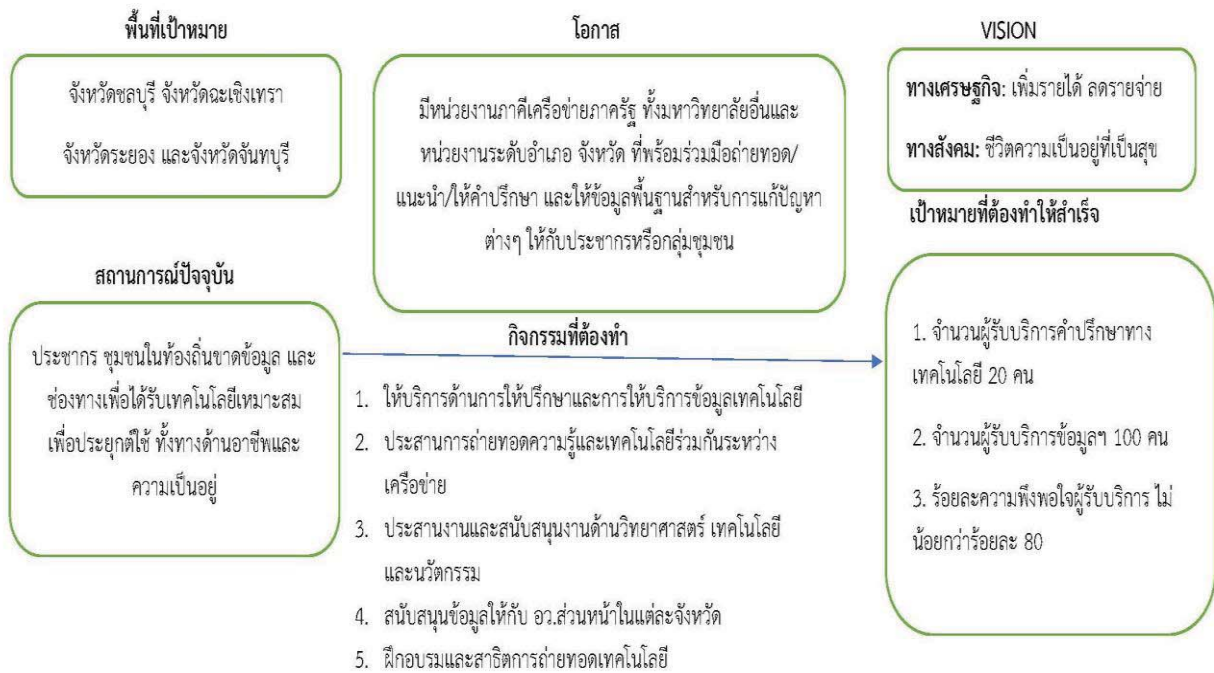 พื้นที่เป้าหมาย
จังหวัดชลบุรี จังหวัดฉะเชิงเทรา
จังหวัดระยอง และจังหวัดจันทบุรี
สถานการณ์ปัจจุบัน
ประชากร ชุมชนในท้องถิ่นขาดข้อมูล และ
ช่องทางเพื่อได้รับเทคโนโลยีเหมาะสม
เพื่อประยุกต์ใช้ ทั้งทางด้านอาชีพและ
ความเป็นอยู่
โอกาส
มีหน่วยงานภาคีเครือข่ายภาครัฐ ทั้งมหาวิทยาลัยอื่นและ
หน่วยงานระดับอำเภอ จังหวัด ที่พร้อมร่วมมือถ่ายทอด/
แนะนำ/ให้คำปรึกษา และให้ข้อมูลพื้นฐานสำหรับการแก้ปัญหา
ต่างๆ ให้กับประชากรหรือกลุ่มชุมชน
กิจกรรมที่ต้องทำ
1. ให้บริการด้านการให้ปรึกษาและการให้บริการข้อมูลเทคโนโลยี
2. ประสานการถ่ายทอดความรู้และเทคโนโลยีร่วมกันระหว่าง
เครือข่าย
3. ประสานงานและสนับสนุนงานด้านวิทยาศาสตร์ เทคโนโลยี
และนวัตกรรม
4. สนับสนุนข้อมูลให้กับ อว.ส่วนหน้าในแต่ละจังหวัด
5. ฝึกอบรมและสาธิตการถ่ายทอดเทคโนโลยี
VISION
ทางเศรษฐกิจ: เพิ่มรายได้ ลดรายจ่าย
ทางสังคม: ชีวิตความเป็นอยู่ที่เป็นสุข
เป้าหมายที่ต้องทำให้สำเร็จ
1. จำนวนผู้รับบริการคำปรึกษาทาง
เทคโนโลยี 20 คน
2. จำนวนผู้รับบริการข้อมูลฯ 100 คน
3. ร้อยละความพึงพอใจผู้รับบริการ ไม่
น้อยกว่าร้อยละ 80